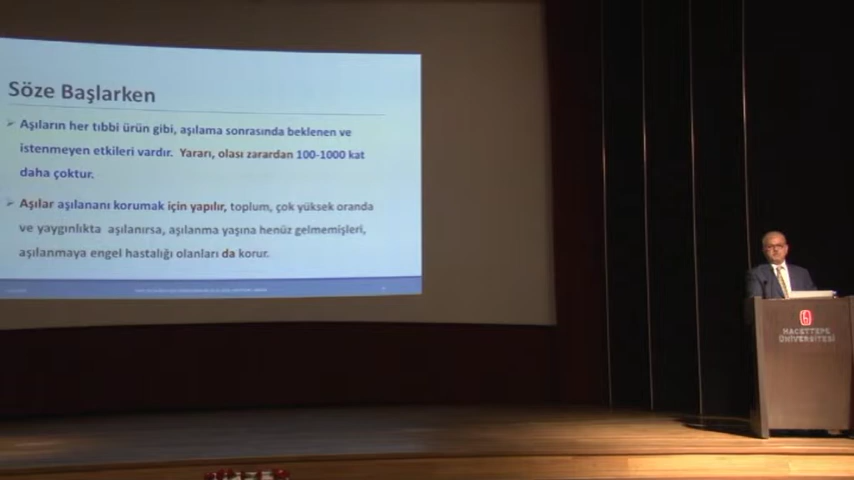 Söze Başlarken
➢ Aşıların her tıbbi ürün gibi, aşılama sonrasında beklenen ve
istenmeyen etkileri vardır. Yararı, olası zarardan 100-1000 kat
daha çoktur.
➢ Aşılar aşılananı korumak için yapılır, toplum, çok yüksek oranda
ve yaygınlıkta aşılanırsa, aşılanma yaşına henüz gelmemişleri,
aşılanmaya engel hastalığı olanları da korur.
HACETTEPE
ÜNİVERSİTESİ